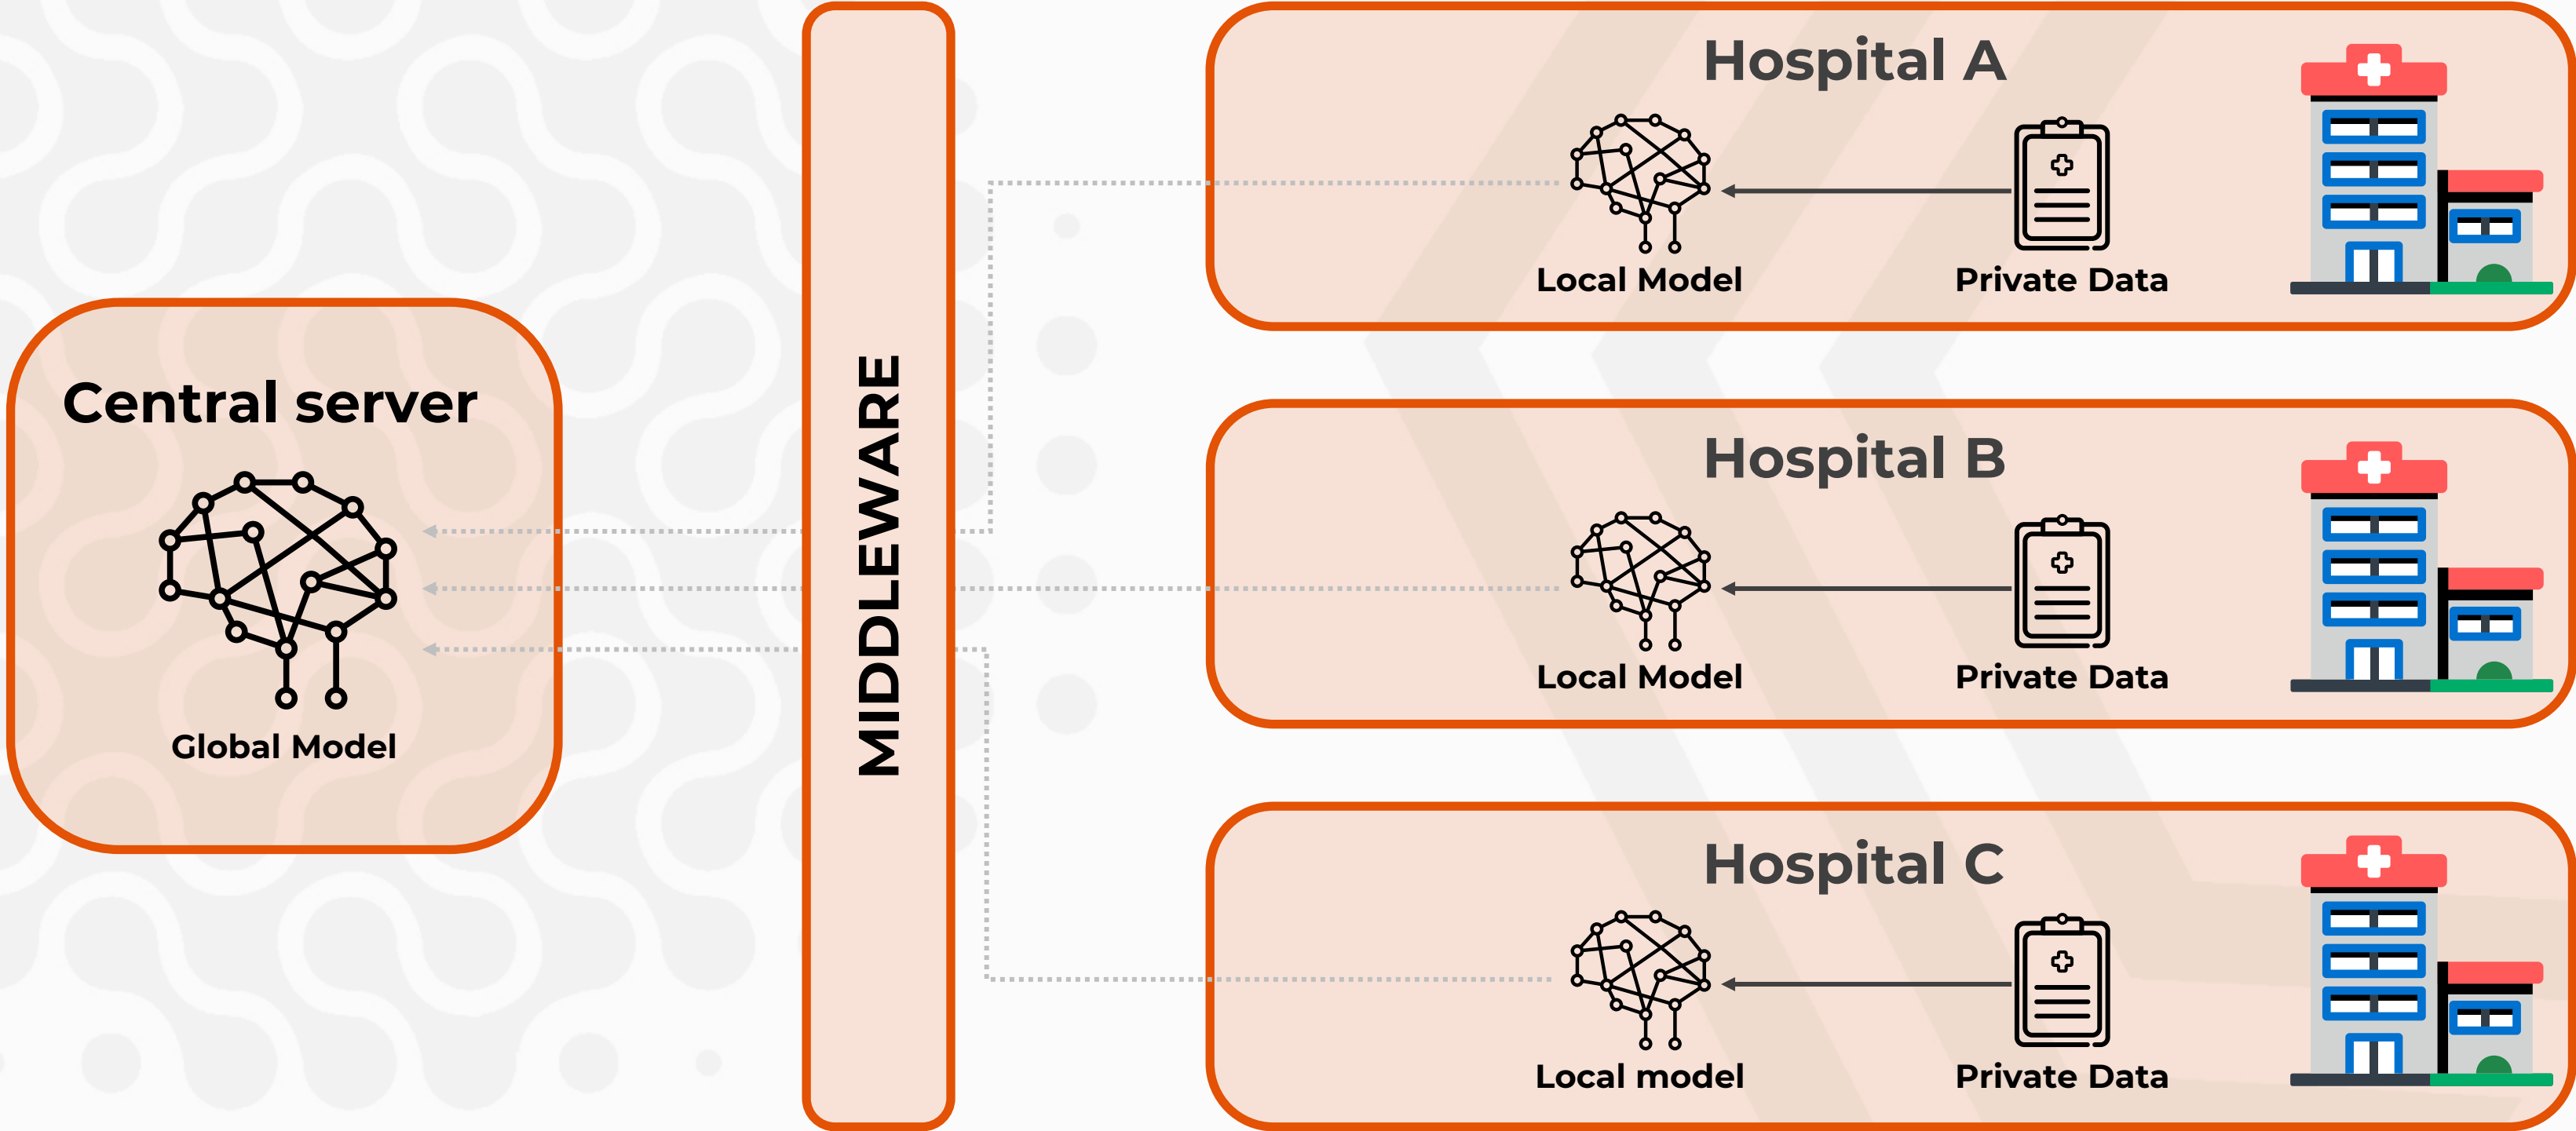 Central server
Global Model
MIDDLEWARE
Hospital A
Local Model
Private Data
Hospital B
Local Model
Private Data
Hospital C
Local model
Private Data